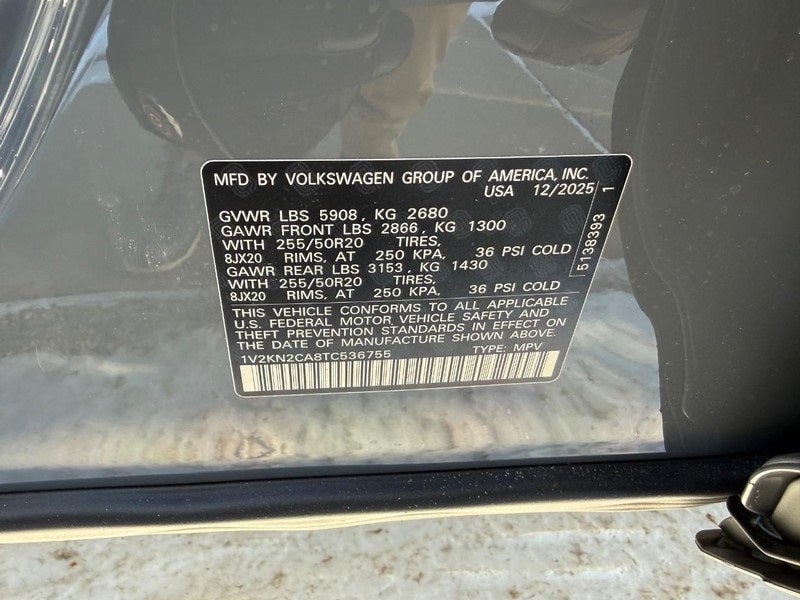 MFD BY VOLKSWAGEN GROUP OF AMERICA, INC.
USA 12/2025
GVWR LBS 5908, KG 2680
GAWR FRONT LBS 2866, KG 1300
WITH 255/50R20 TIRES,
8JX20 RIMS, AT 250 KPA, 36 PSI COLD
GAWR REAR LBS 3153, KG 1430
WITH 255/50R20 TIRES,
8JX20 RIMS, AT 250 KPA, 36 PSI COLD
THIS VEHICLE CONFORMS TO ALL APPLICABLE
U.S. FEDERAL MOTOR VEHICLE SAFETY AND
THEFT PREVENTION STANDARDS IN EFFECT ON
THE DATE OF MANUFACTURE SHOWN ABOVE.
1V2KN2CA8TC536755 TYPE: MPV
5138393 1